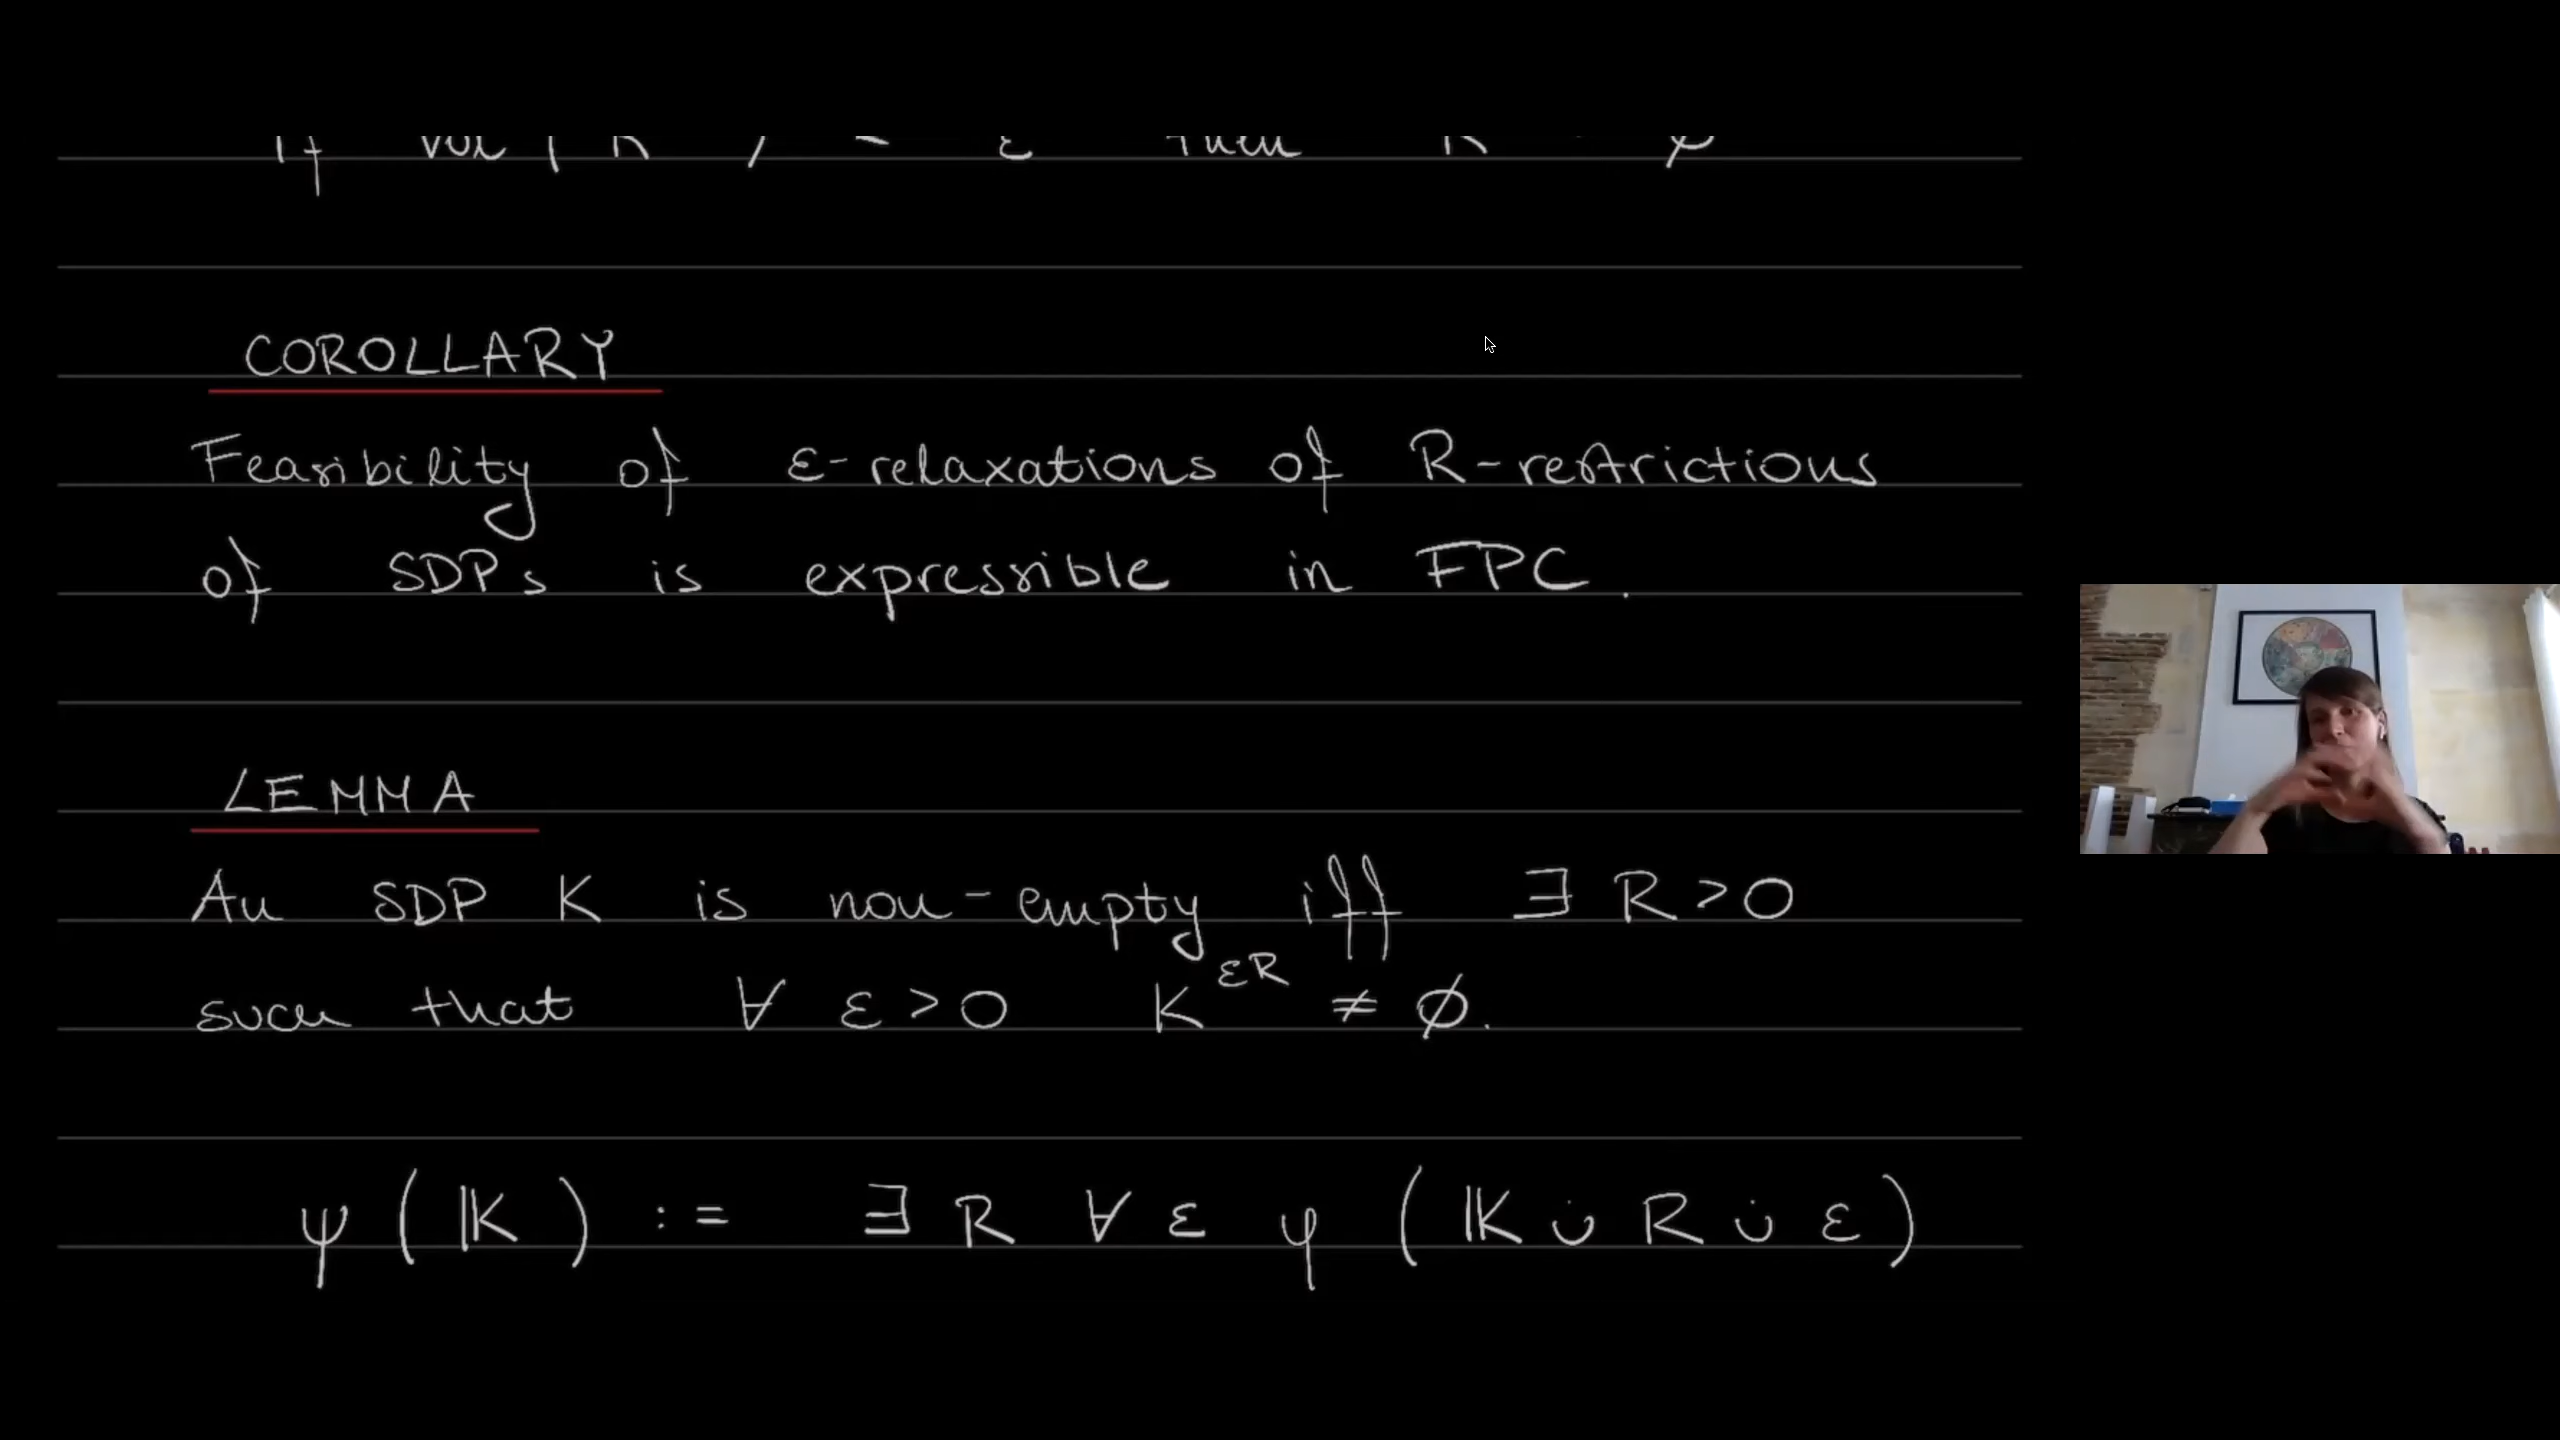 COROLLARY
Feasibility of ε-relaxations of R-restrictions
of SDPs is expressible in FPC.
LEMMA
An SDP K is non-empty iff ∃ R>0
such that ∀ ε>0 K^{εR} ≠ ∅.
ψ(𝕂) := ∃ R ∀ ε φ(𝕂 ∪̇ R ∪̇ ε)